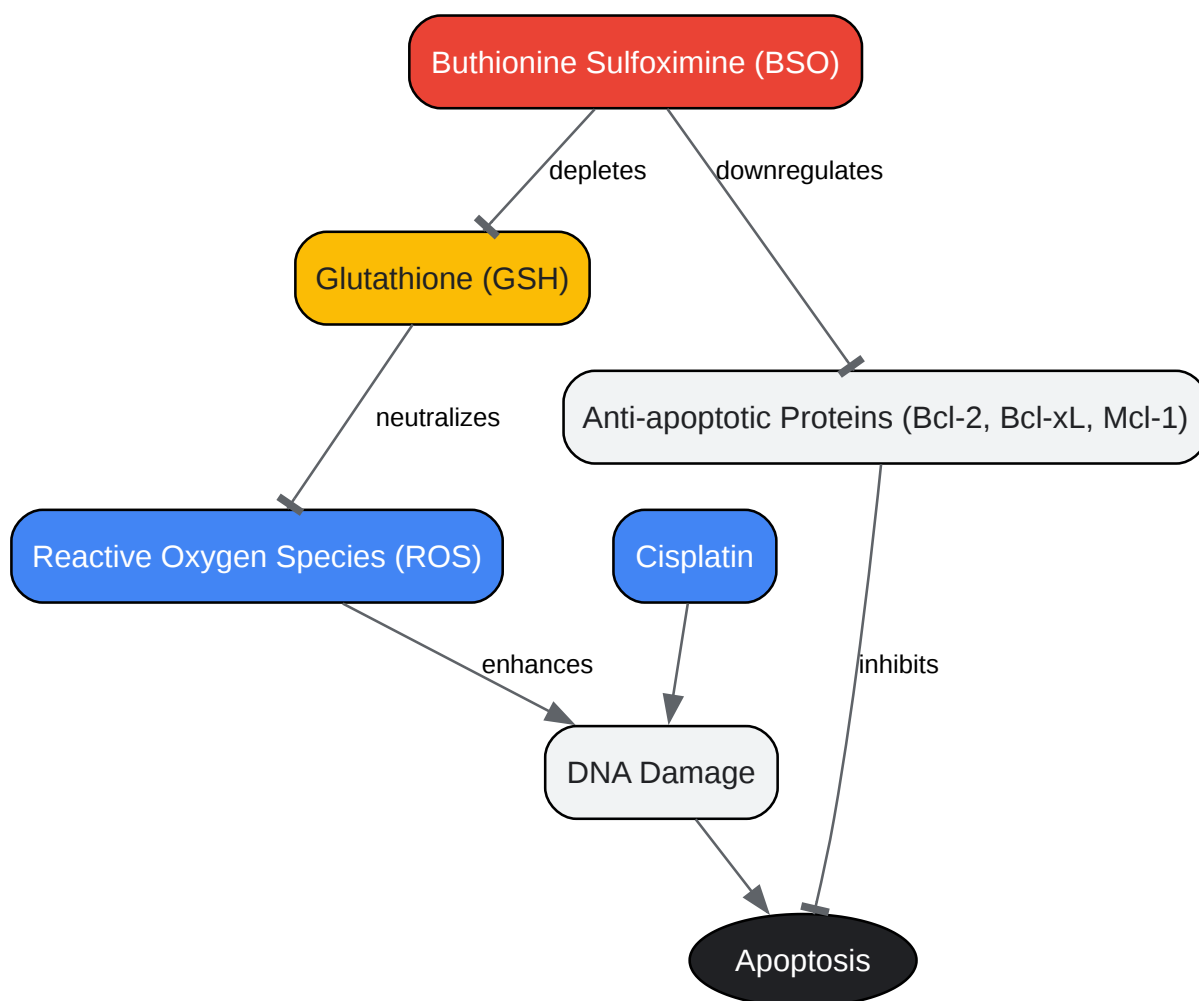 Buthionine Sulfoximine (BSO)
depletes
downregulates
Glutathione (GSH)
neutralizes
Anti-apoptotic Proteins (Bcl-2, Bcl-xL, Mcl-1)
Reactive Oxygen Species (ROS)
Cisplatin
enhances
inhibits
DNA Damage
Apoptosis